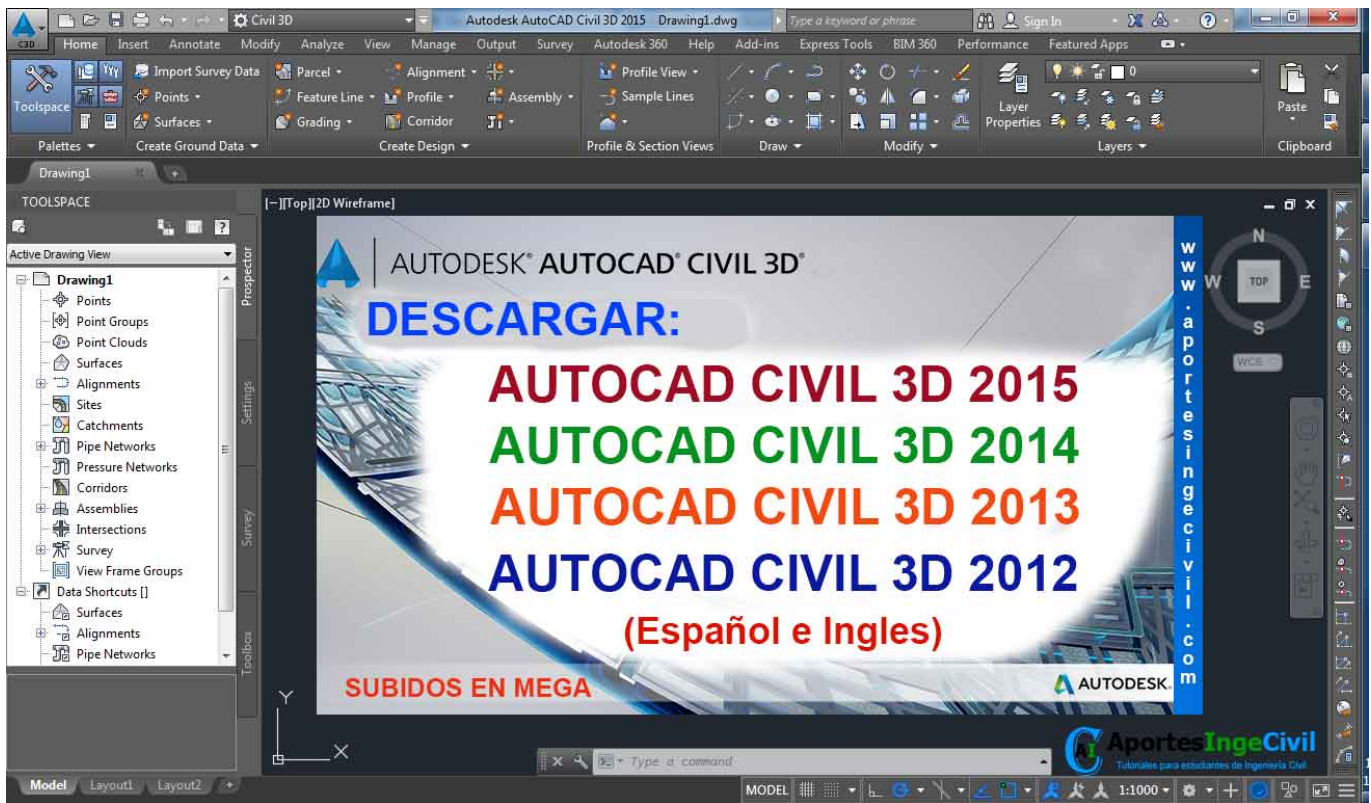 Civil 3D
Autodesk AutoCAD Civil 3D 2015 Drawing1.dwg
Type a keyword or phrase
Sign In
C3D
Home Insert Annotate Modify Analyze View Manage Output Survey Autodesk 360 Help Add-ins Express Tools BIM 360 Performance Featured Apps
Toolspace
Import Survey Data
Points
Surfaces
Parcel
Feature Line
Grading
Alignment
Profile
Corridor
Assembly
Profile View
Sample Lines
Layer
Properties
0
Paste
Palettes
Create Ground Data
Create Design
Profile & Section Views
Draw
Modify
Layers
Clipboard
Drawing1
TOOLSPACE
Active Drawing View
Drawing1
Points
Point Groups
Point Clouds
Surfaces
Alignments
Sites
Catchments
Pipe Networks
Pressure Networks
Corridors
Assemblies
Intersections
Survey
View Frame Groups
Data Shortcuts []
Surfaces
Alignments
Pipe Networks
Prospector
Settings
Survey
Toolbox
[−][Top][2D Wireframe]
AUTODESK® AUTOCAD® CIVIL 3D®
DESCARGAR:
AUTOCAD CIVIL 3D 2015
AUTOCAD CIVIL 3D 2014
AUTOCAD CIVIL 3D 2013
AUTOCAD CIVIL 3D 2012
(Español e Ingles)
SUBIDOS EN MEGA
AUTODESK.
www.aportesingecivil.com
N
W TOP E
S
WCS
Y
X
Type a command
AI
AportesIngeCivil
Tutoriales para estudiantes de Ingeniería Civil
Model Layout1 Layout2 +
MODEL
1:1000